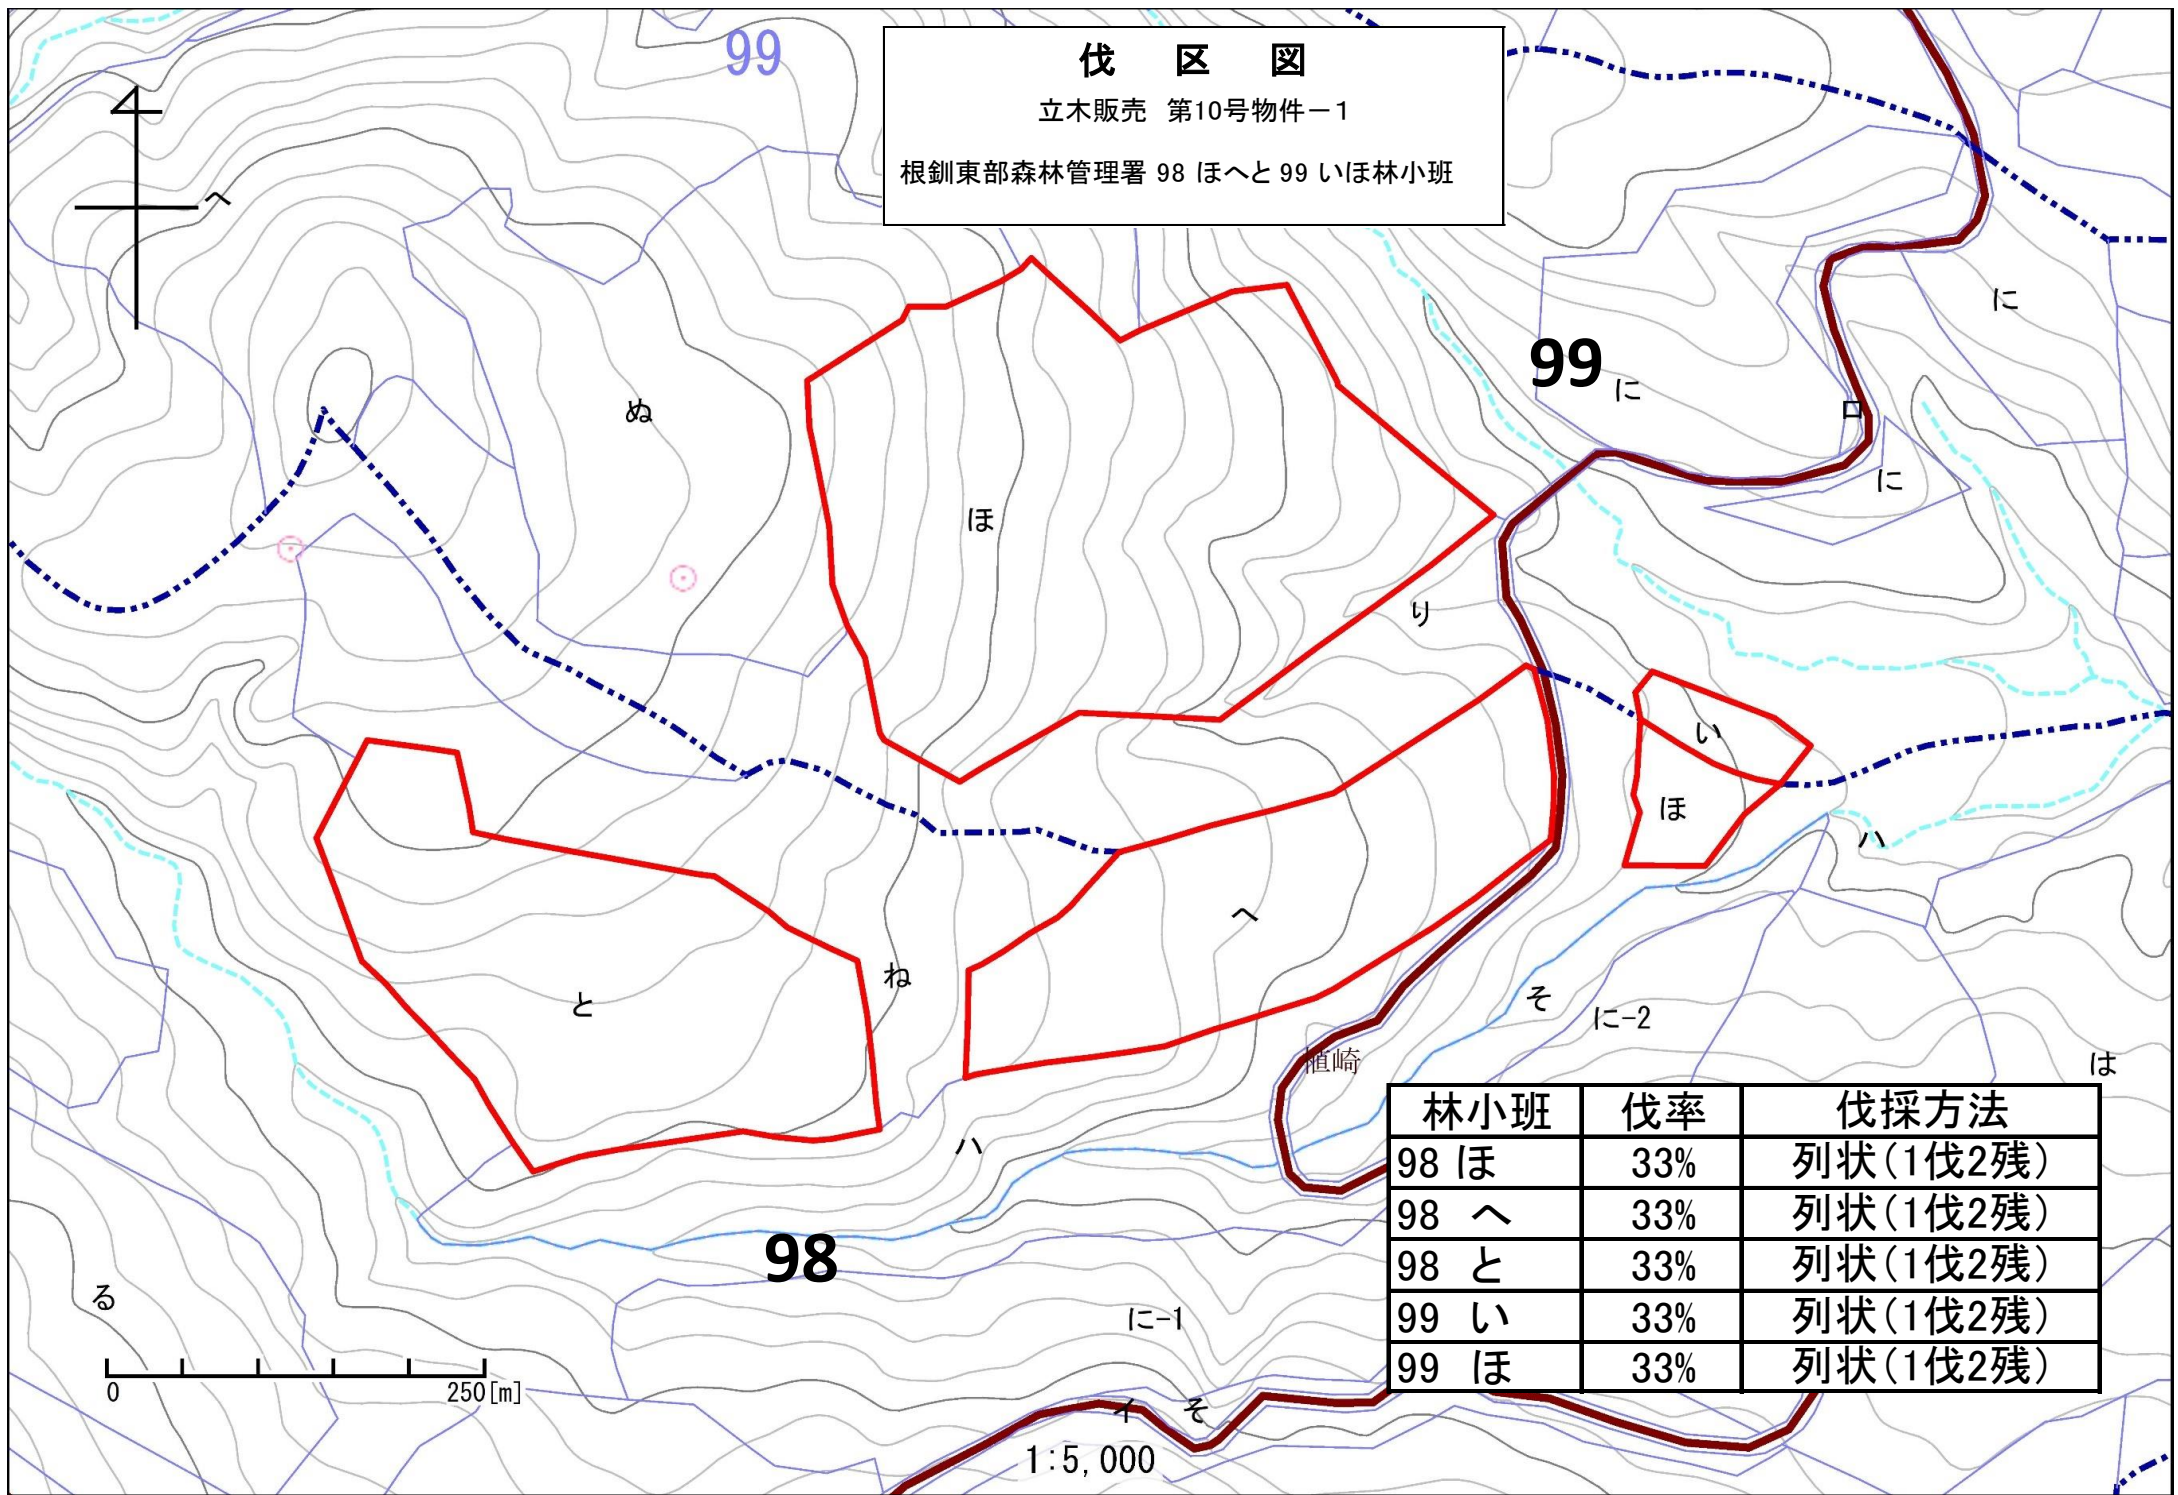 99
伐 区 図
立木販売 第10号物件－1
根釧東部森林管理署 98 ほへと 99 いほ林小班
へ
に
99 に
ロ
ぬ
に
ほ
り
い
ほ
ハ
へ
ね
と
そ
に-2
植崎
は
ハ
98
る
に-1
林小班 伐率 伐採方法
98 ほ 33% 列状(1伐2残)
98 へ 33% 列状(1伐2残)
98 と 33% 列状(1伐2残)
99 い 33% 列状(1伐2残)
99 ほ 33% 列状(1伐2残)
0 250[m]
イ そ
1:5,000